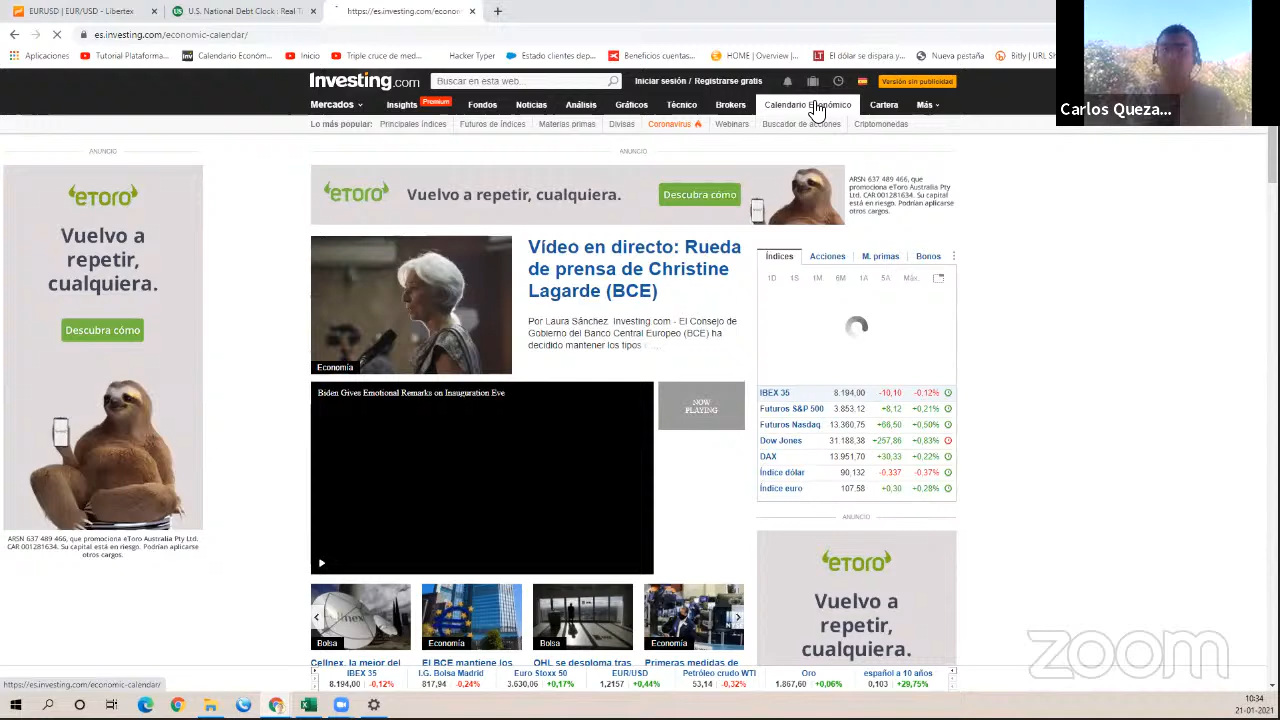 EURUSD | EUR/USD - Libertex
U.S. National Debt Clock : Real Ti
https://es.investing.com/econom
es.investing.com/economic-calendar/
Aplicaciones
Tutorial Plataforma...
Calendario Económ...
Inicio
Triple cruce de med...
Hacker Typer
Estado clientes dep...
Beneficios cuentas...
HOME | Overview |...
El dólar se dispara y...
Nueva pestaña
Bitly | URL Sh
Carlos Queza...
Investing.com
Buscar en esta web...
Iniciar sesión / Registrarse gratis
Versión sin publicidad
Mercados
Insights
Premium
Fondos
Noticias
Análisis
Gráficos
Técnico
Brokers
Calendario Económico
Cartera
Más
Lo más popular:
Principales índices
Futuros de índices
Materias primas
Divisas
Coronavirus
Webinars
Buscador de acciones
Criptomonedas
ANUNCIO
ANUNCIO
eToro
Vuelvo a
repetir,
cualquiera.
Descubra cómo
ARSN 637 489 466, que promociona eToro Australia Pty Ltd.
CAR 001281634. Su capital está en riesgo. Podrían aplicarse
otros cargos.
eToro
Vuelvo a repetir, cualquiera.
Descubra cómo
ARSN 637 489 466, que
promociona eToro Australia Pty
Ltd. CAR 001281634. Su capital
está en riesgo. Podrían aplicarse
otros cargos.
Vídeo en directo: Rueda
de prensa de Christine
Lagarde (BCE)
Por Laura Sánchez. Investing.com - El Consejo de
Gobierno del Banco Central Europeo (BCE) ha
decidido mantener los tipos
Economía
Índices
Acciones
M. primas
Bonos
1D 1S 1M 6M 1A 5A Máx.
IBEX 35 8.194,00 -10,10 -0,12%
Futuros S&P 500 3.853,12 +8,12 +0,21%
Futuros Nasdaq 13.360,75 +66,50 +0,50%
Dow Jones 31.188,38 +257,86 +0,83%
DAX 13.951,70 +30,33 +0,22%
Índice dólar 90,132 -0,337 -0,37%
Índice euro 107,58 +0,30 +0,28%
Biden Gives Emotional Remarks on Inauguration Eve
NOW
PLAYING
ANUNCIO
eToro
Vuelvo a
repetir,
cualquiera.
Bolsa
Economía
Bolsa
Economía
Cellnex, la mejor del
El BCE mantiene los
OHL se desploma tras
Primeras medidas de
IBEX 35
8.194,00 -0,12%
I.G. Bolsa Madrid
817,94 -0,24%
Euro Stoxx 50
3.630,06 +0,17%
EUR/USD
1,2157 +0,44%
Petróleo crudo WTI
53,14 -0,32%
Oro
1.867,60 +0,06%
español a 10 años
0,103 +29,75%
https://es.investing.com/economic-calendar/
zoom
10:34
21-01-2021